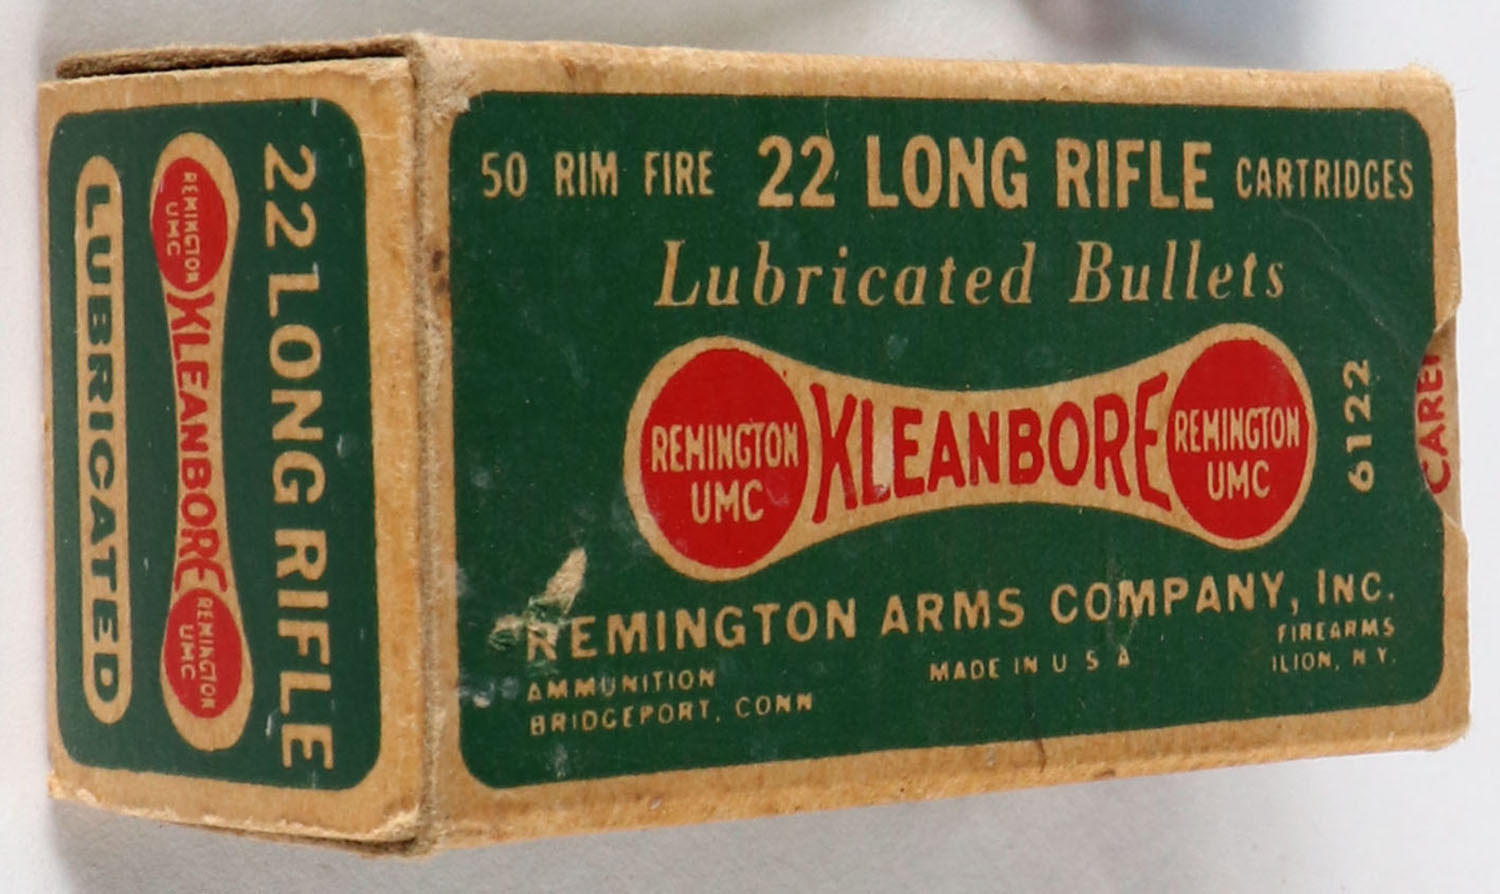 50 RIM FIRE 22 LONG RIFLE CARTRIDGES
Lubricated Bullets
REMINGTON UMC KLEANBORE REMINGTON UMC
6122
REMINGTON ARMS COMPANY, INC.
AMMUNITION
BRIDGEPORT, CONN
MADE IN U S A
FIREARMS
ILION, N Y.
22 LONG RIFLE
REMINGTON UMC KLEANBORE REMINGTON UMC
LUBRICATED